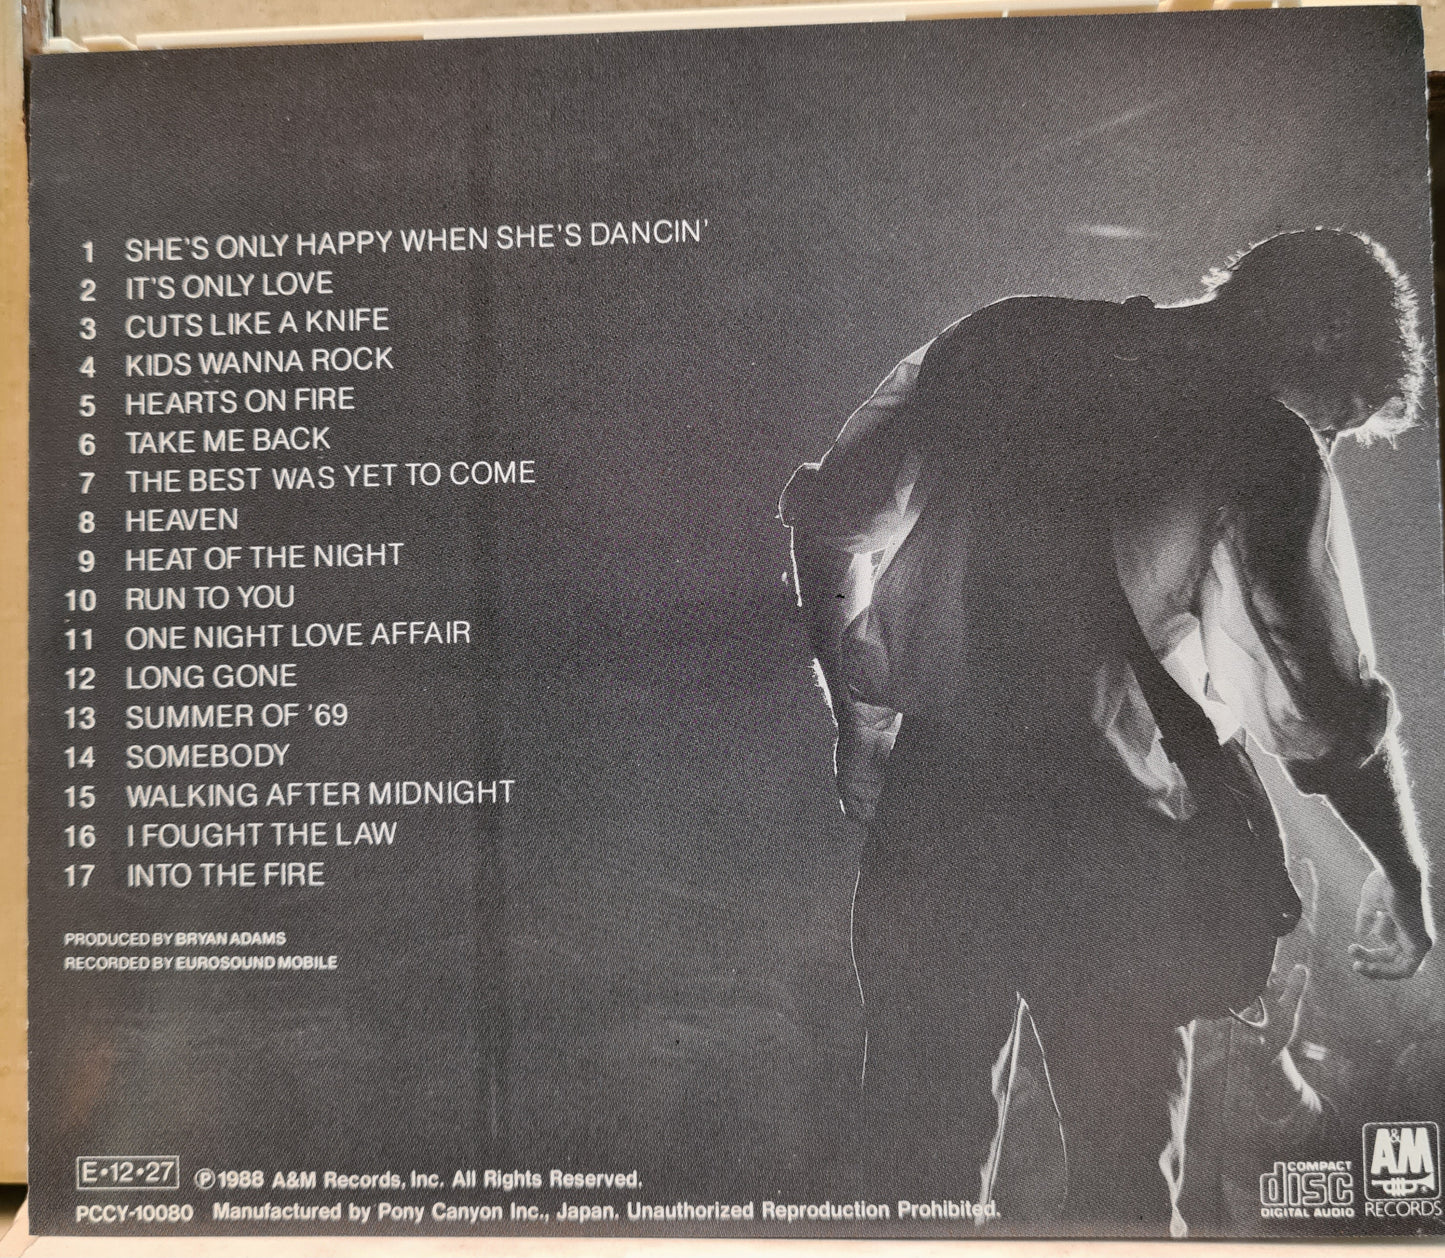 1 SHE'S ONLY HAPPY WHEN SHE'S DANCIN'
2 IT'S ONLY LOVE
3 CUTS LIKE A KNIFE
4 KIDS WANNA ROCK
5 HEARTS ON FIRE
6 TAKE ME BACK
7 THE BEST WAS YET TO COME
8 HEAVEN
9 HEAT OF THE NIGHT
10 RUN TO YOU
11 ONE NIGHT LOVE AFFAIR
12 LONG GONE
13 SUMMER OF '69
14 SOMEBODY
15 WALKING AFTER MIDNIGHT
16 I FOUGHT THE LAW
17 INTO THE FIRE
PRODUCED BY BRYAN ADAMS
RECORDED BY EUROSOUND MOBILE
E•12•27 ℗1988 A&M Records, Inc. All Rights Reserved.
PCCY-10080 Manufactured by Pony Canyon Inc., Japan. Unauthorized Reproduction Prohibited.
COMPACT
disc
DIGITAL AUDIO
A&M
RECORDS